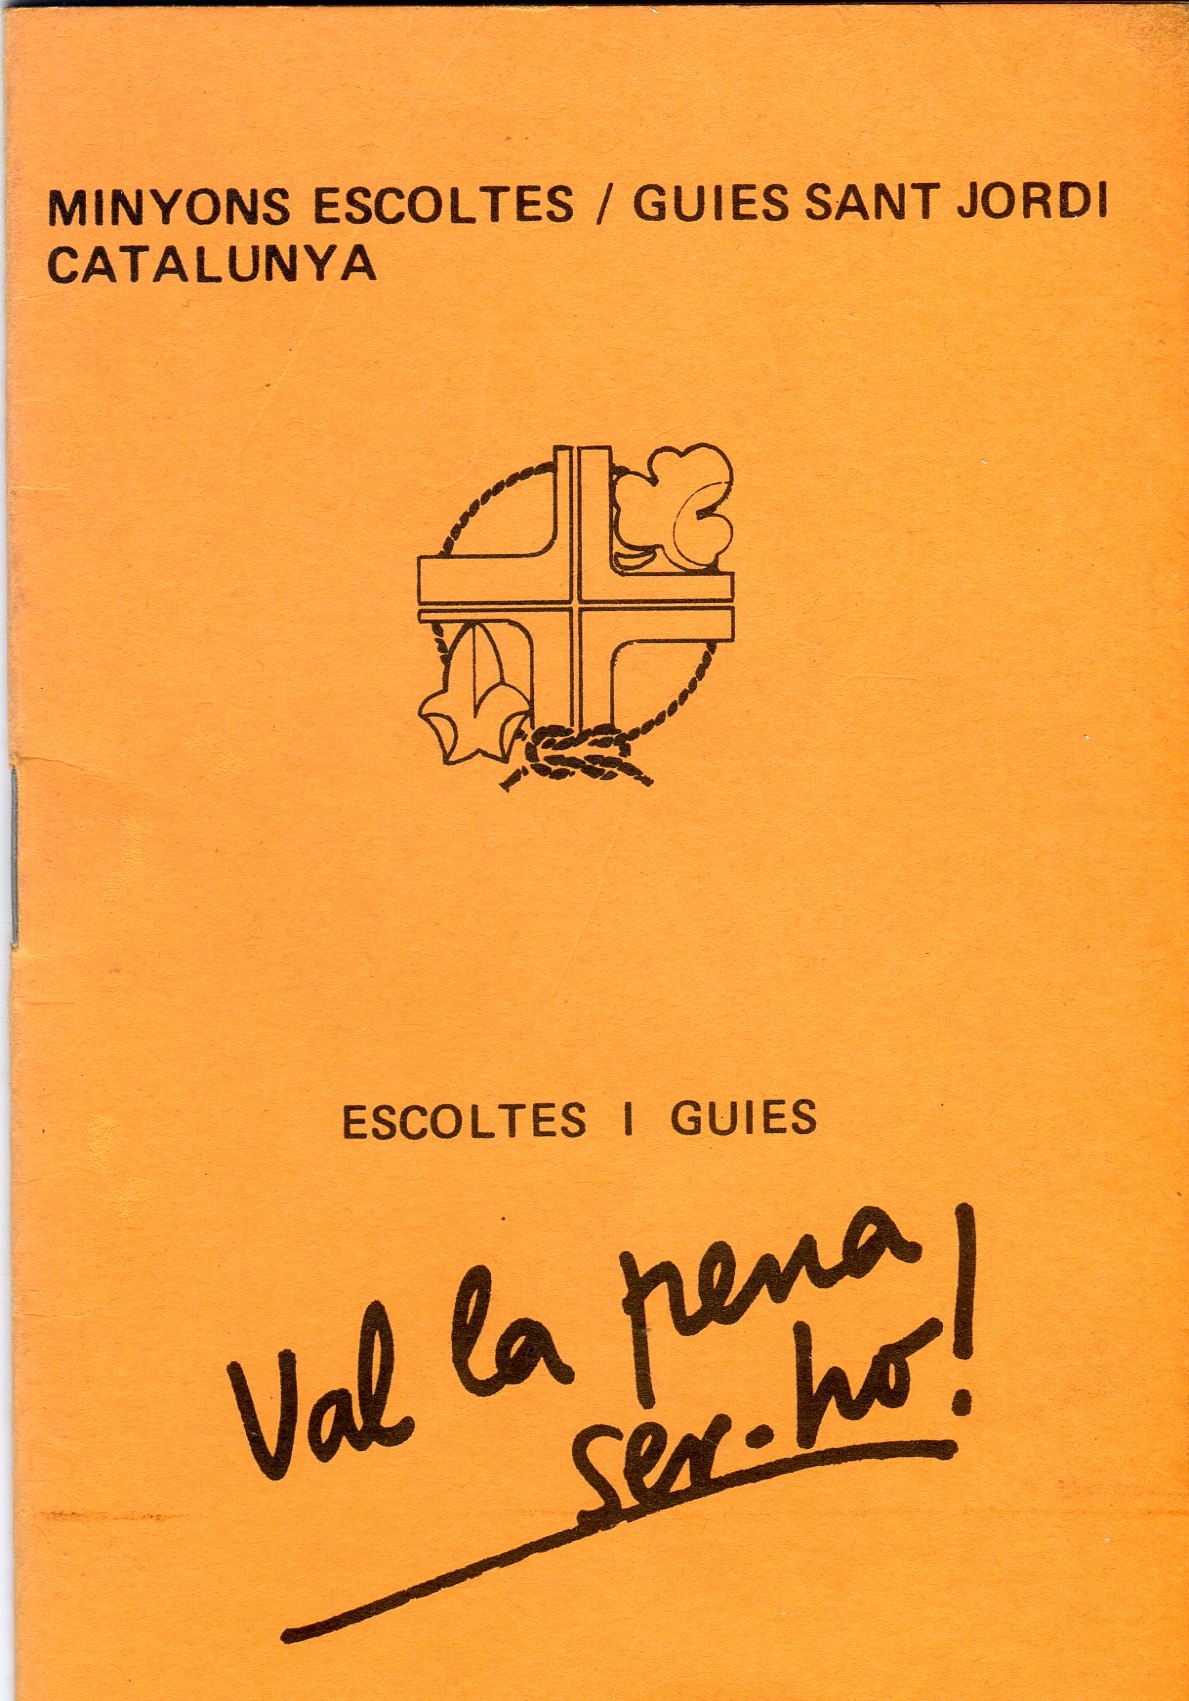 MINYONS ESCOLTES / GUIES SANT JORDI
CATALUNYA
ESCOLTES I GUIES
Val la pena
ser-ho!